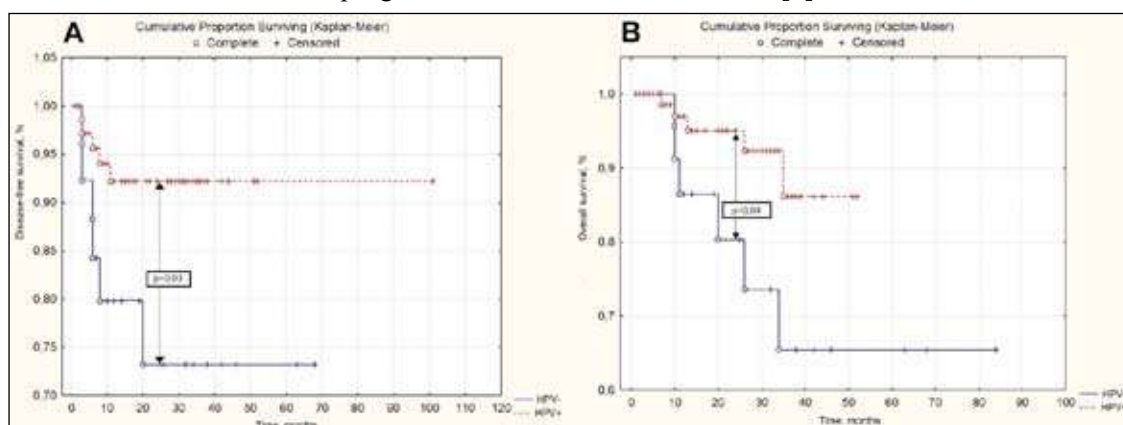 A
Cumulative Proportion Surviving (Kaplan-Meier)
Complete + Censored
1.05
1.00
0.95
0.90
0.85
0.80
0.75
0.70
Disease-free survival, %
p=0.03
0 10 20 30 40 50 60 70 80 90 100 110 120
Time months
HPV-
HPV+
B
Cumulative Proportion Surviving (Kaplan-Meier)
Complete + Censored
1.0
0.9
0.8
0.7
0.6
Overall survival, %
0 10 20 30 40 50 60 70 80 90 100
Time months
HPV-